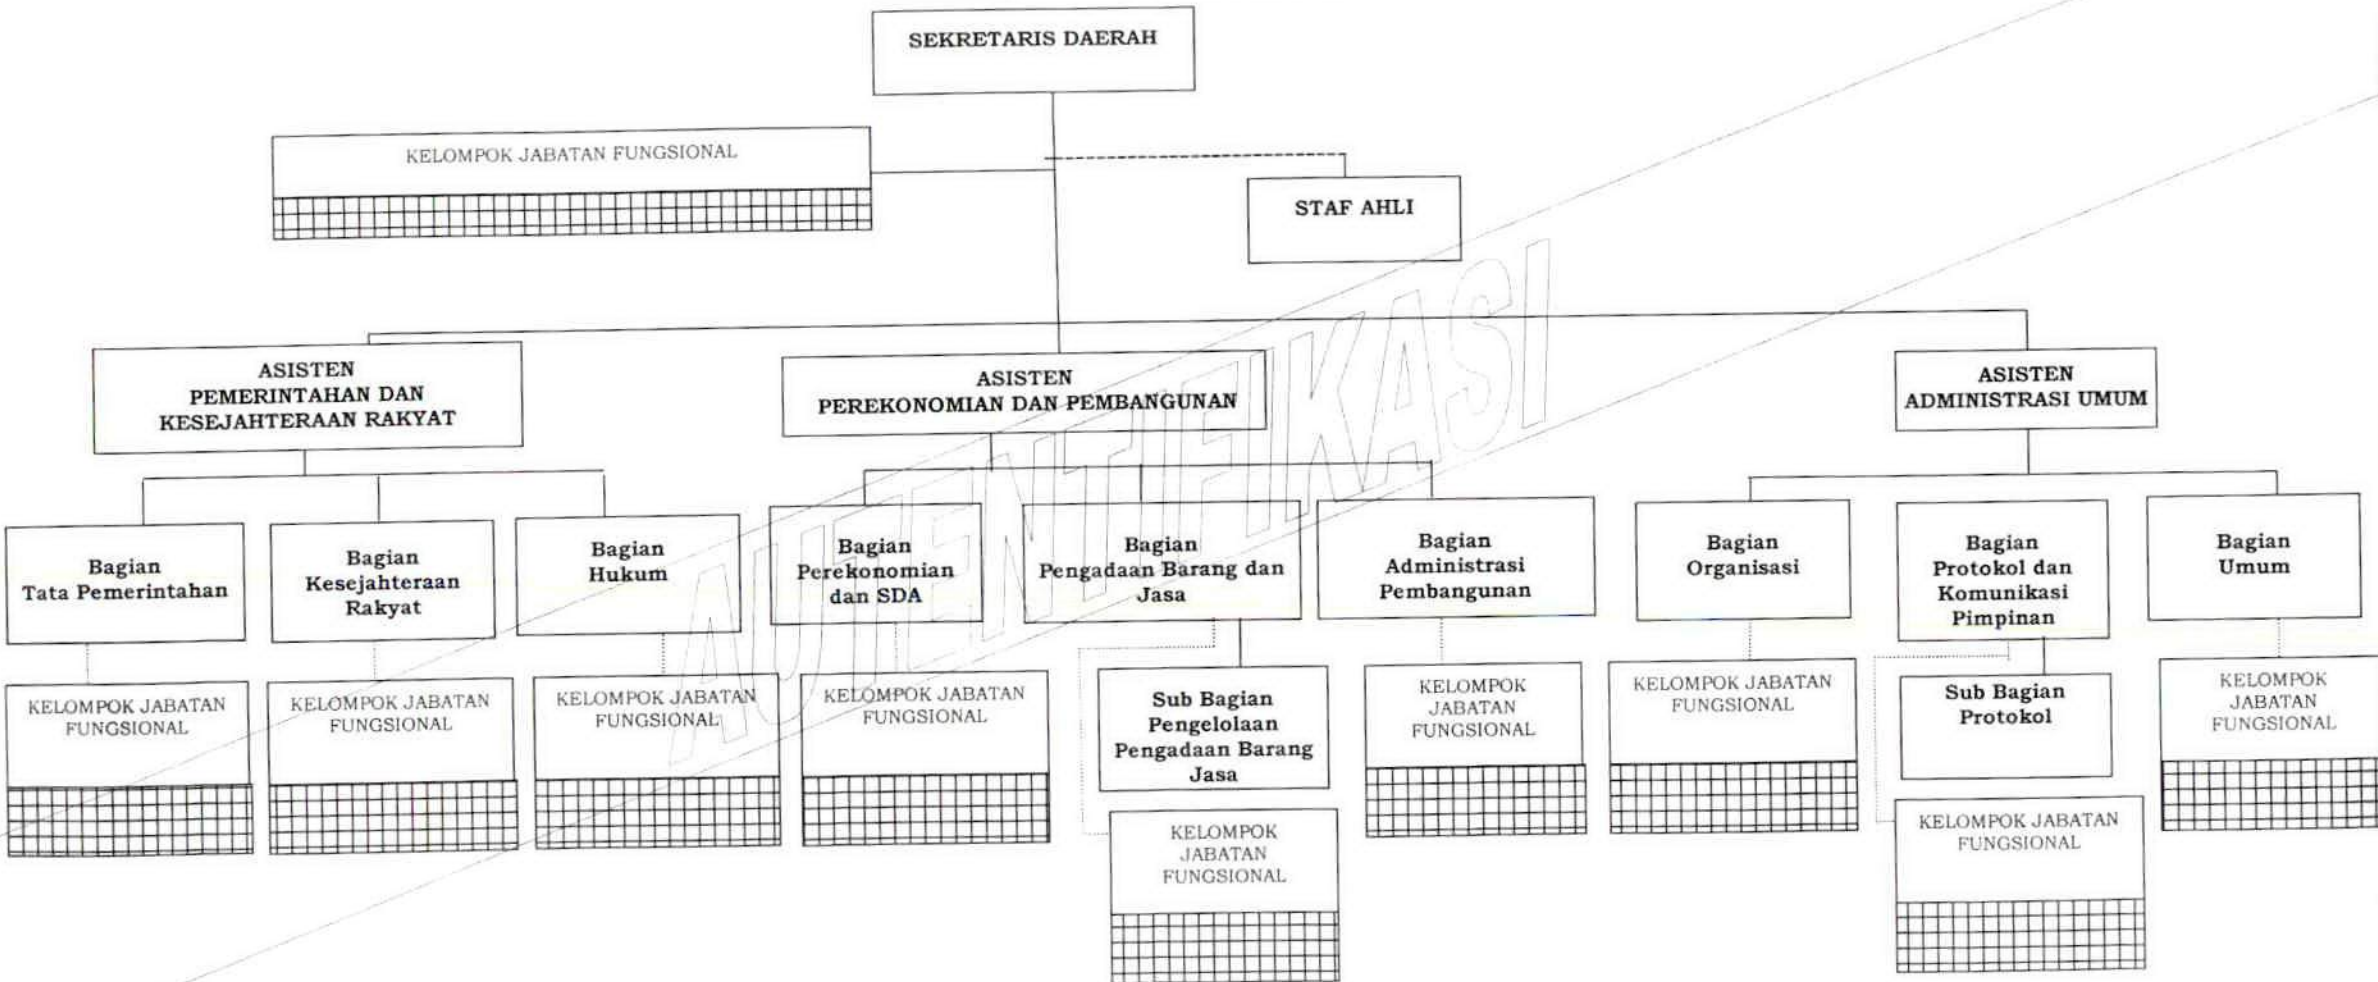 SEKRETARIS DAERAH
KELOMPOK JABATAN FUNGSIONAL
STAF AHLI
ASISTEN
PEMERINTAHAN DAN
KESEJAHTERAAN RAKYAT
ASISTEN
PEREKONOMIAN DAN PEMBANGUNAN
ASISTEN
ADMINISTRASI UMUM
Bagian
Tata Pemerintahan
Bagian
Kesejahteraan
Rakyat
Bagian
Hukum
Bagian
Perekonomian
dan SDA
Bagian
Pengadaan Barang dan
Jasa
Bagian
Administrasi
Pembangunan
Bagian
Organisasi
Bagian
Protokol dan
Komunikasi
Pimpinan
Bagian
Umum
KELOMPOK JABATAN
FUNGSIONAL
KELOMPOK JABATAN
FUNGSIONAL
KELOMPOK JABATAN
FUNGSIONAL
KELOMPOK JABATAN
FUNGSIONAL
Sub Bagian
Pengelolaan
Pengadaan Barang
Jasa
KELOMPOK
JABATAN
FUNGSIONAL
KELOMPOK JABATAN
FUNGSIONAL
Sub Bagian
Protokol
KELOMPOK
JABATAN
FUNGSIONAL
KELOMPOK
JABATAN
FUNGSIONAL
KELOMPOK JABATAN
FUNGSIONAL
AUTENTIFIKASI